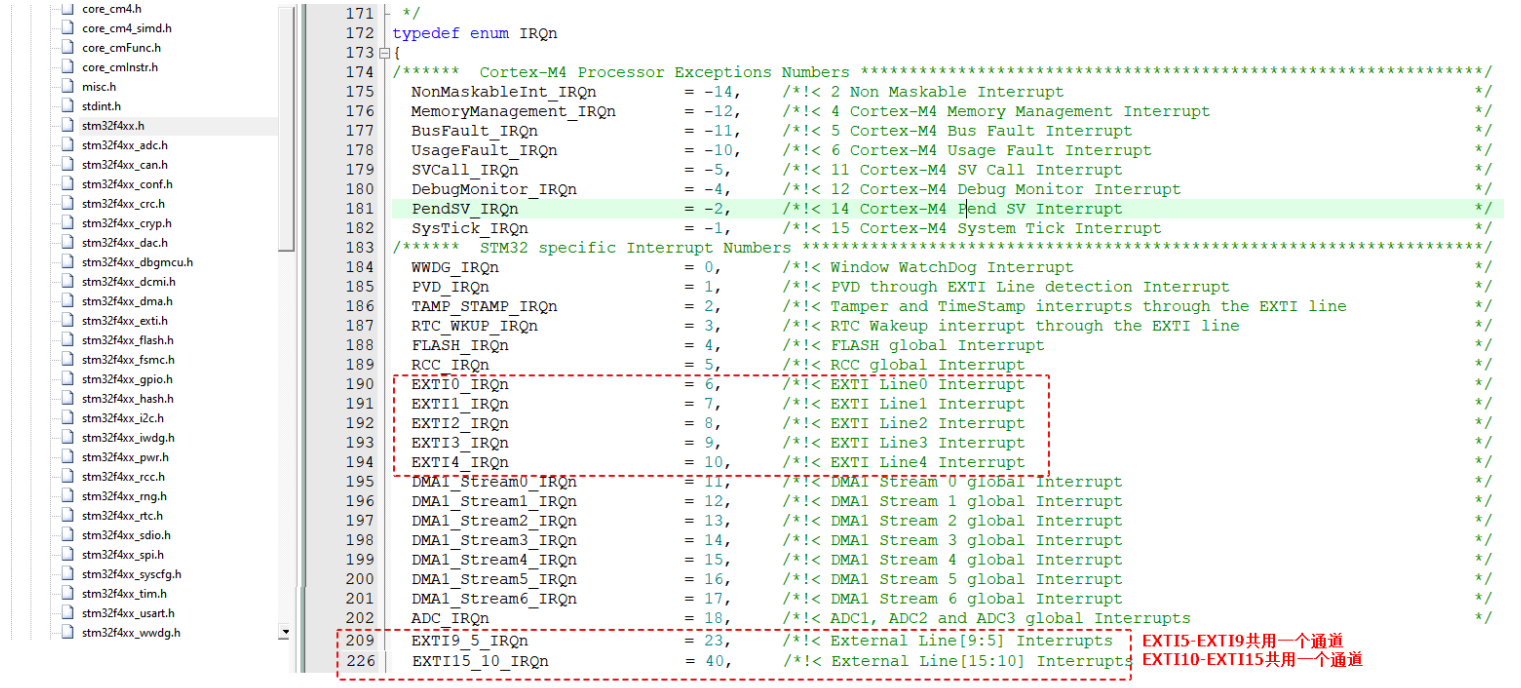 core_cm4.h
core_cm4_simd.h
core_cmFunc.h
core_cmInstr.h
misc.h
stdint.h
stm32f4xx.h
stm32f4xx_adc.h
stm32f4xx_can.h
stm32f4xx_conf.h
stm32f4xx_crc.h
stm32f4xx_cryp.h
stm32f4xx_dac.h
stm32f4xx_dbgmcu.h
stm32f4xx_dcmi.h
stm32f4xx_dma.h
stm32f4xx_exti.h
stm32f4xx_flash.h
stm32f4xx_fsmc.h
stm32f4xx_gpio.h
stm32f4xx_hash.h
stm32f4xx_i2c.h
stm32f4xx_iwdg.h
stm32f4xx_pwr.h
stm32f4xx_rcc.h
stm32f4xx_rng.h
stm32f4xx_rtc.h
stm32f4xx_sdio.h
stm32f4xx_spi.h
stm32f4xx_syscfg.h
stm32f4xx_tim.h
stm32f4xx_usart.h
stm32f4xx_wwdg.h
171 */
172 typedef enum IRQn
173 {
174 /****** Cortex-M4 Processor Exceptions Numbers ****************************************************************/
175 NonMaskableInt_IRQn = -14, /*!< 2 Non Maskable Interrupt */
176 MemoryManagement_IRQn = -12, /*!< 4 Cortex-M4 Memory Management Interrupt */
177 BusFault_IRQn = -11, /*!< 5 Cortex-M4 Bus Fault Interrupt */
178 UsageFault_IRQn = -10, /*!< 6 Cortex-M4 Usage Fault Interrupt */
179 SVCall_IRQn = -5, /*!< 11 Cortex-M4 SV Call Interrupt */
180 DebugMonitor_IRQn = -4, /*!< 12 Cortex-M4 Debug Monitor Interrupt */
181 PendSV_IRQn = -2, /*!< 14 Cortex-M4 Pend SV Interrupt */
182 SysTick_IRQn = -1, /*!< 15 Cortex-M4 System Tick Interrupt */
183 /****** STM32 specific Interrupt Numbers **********************************************************************/
184 WWDG_IRQn = 0, /*!< Window WatchDog Interrupt */
185 PVD_IRQn = 1, /*!< PVD through EXTI Line detection Interrupt */
186 TAMP_STAMP_IRQn = 2, /*!< Tamper and TimeStamp interrupts through the EXTI line */
187 RTC_WKUP_IRQn = 3, /*!< RTC Wakeup interrupt through the EXTI line */
188 FLASH_IRQn = 4, /*!< FLASH global Interrupt */
189 RCC_IRQn = 5, /*!< RCC global Interrupt */
190 EXTI0_IRQn = 6, /*!< EXTI Line0 Interrupt */
191 EXTI1_IRQn = 7, /*!< EXTI Line1 Interrupt */
192 EXTI2_IRQn = 8, /*!< EXTI Line2 Interrupt */
193 EXTI3_IRQn = 9, /*!< EXTI Line3 Interrupt */
194 EXTI4_IRQn = 10, /*!< EXTI Line4 Interrupt */
195 DMA1_Stream0_IRQn = 11, /*!< DMA1 Stream 0 global Interrupt */
196 DMA1_Stream1_IRQn = 12, /*!< DMA1 Stream 1 global Interrupt */
197 DMA1_Stream2_IRQn = 13, /*!< DMA1 Stream 2 global Interrupt */
198 DMA1_Stream3_IRQn = 14, /*!< DMA1 Stream 3 global Interrupt */
199 DMA1_Stream4_IRQn = 15, /*!< DMA1 Stream 4 global Interrupt */
200 DMA1_Stream5_IRQn = 16, /*!< DMA1 Stream 5 global Interrupt */
201 DMA1_Stream6_IRQn = 17, /*!< DMA1 Stream 6 global Interrupt */
202 ADC_IRQn = 18, /*!< ADC1, ADC2 and ADC3 global Interrupts */
209 EXTI9_5_IRQn = 23, /*!< External Line[9:5] Interrupts EXTI5-EXTI9共用一个通道
226 EXTI15_10_IRQn = 40, /*!< External Line[15:10] Interrupts EXTI10-EXTI15共用一个通道